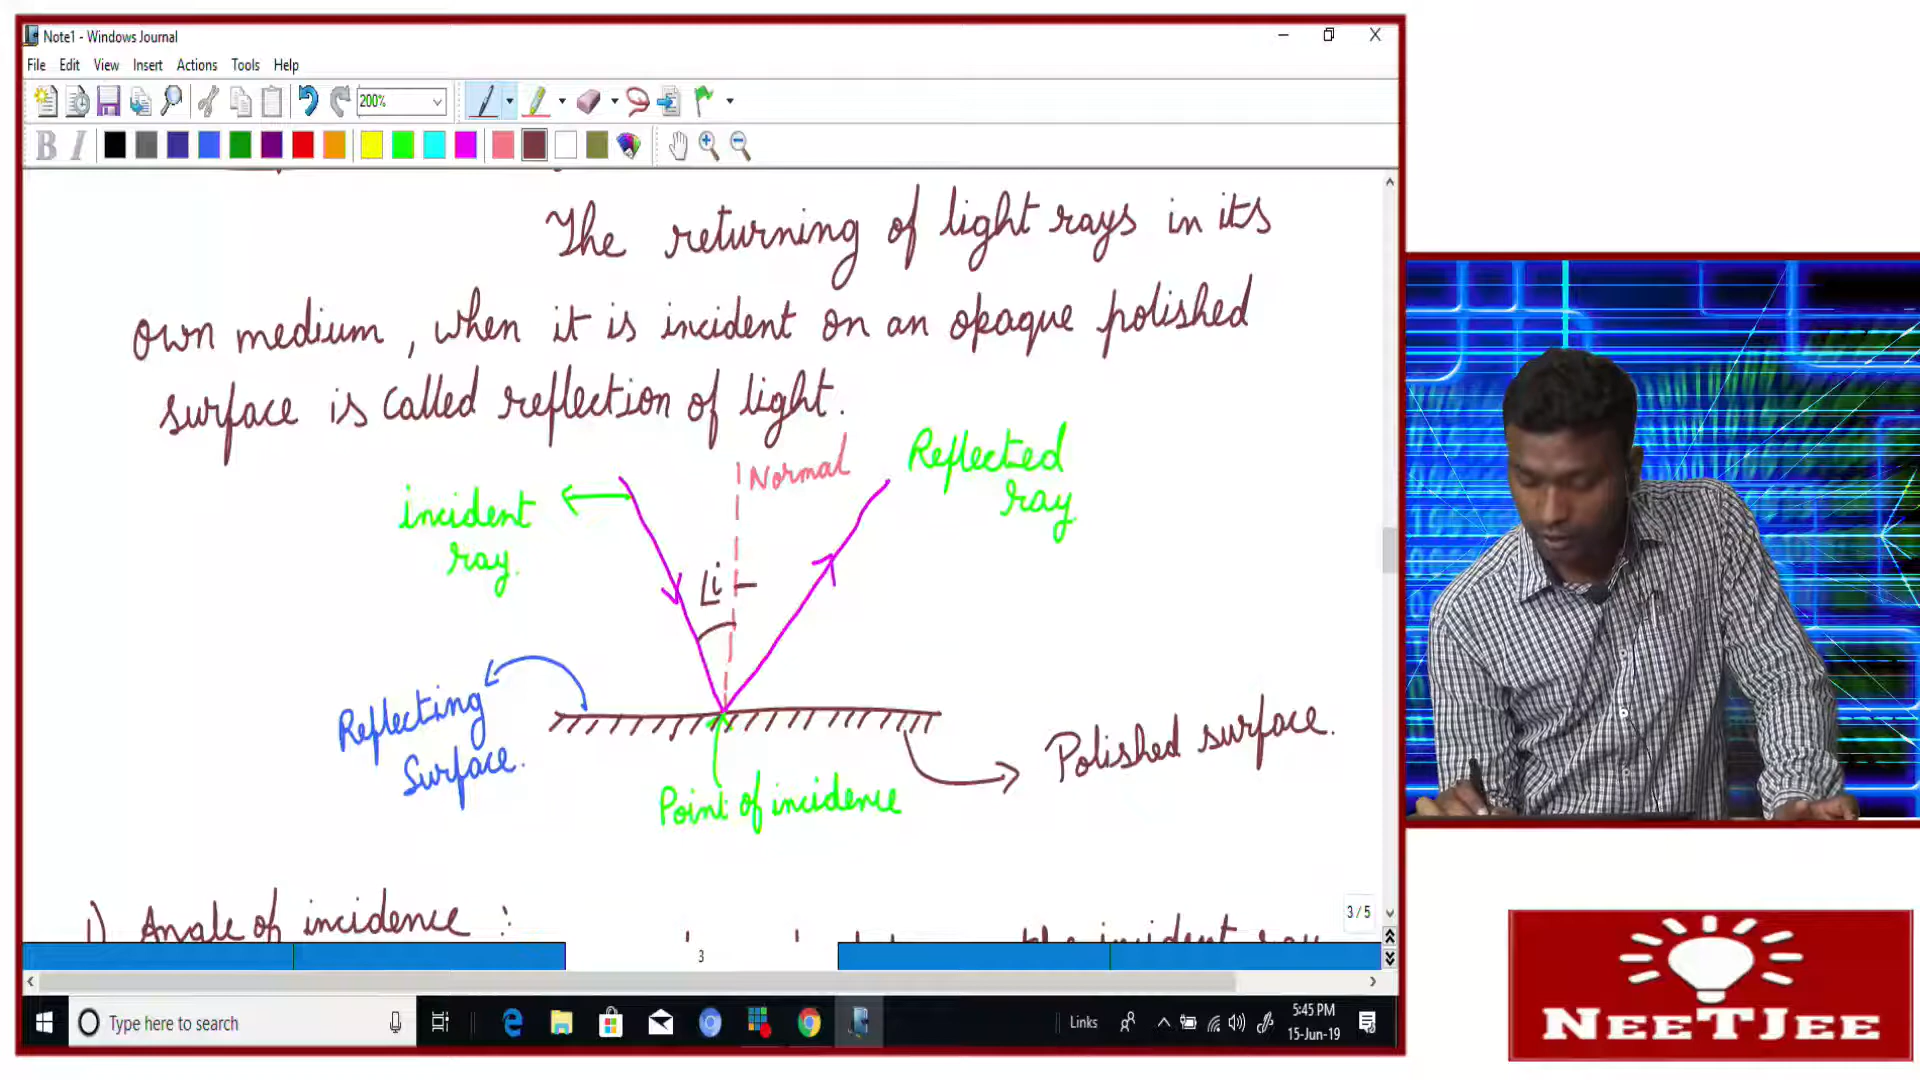 Note1 - Windows Journal
File Edit View Insert Actions Tools Help
200%
B I
The returning of light rays in its
own medium, when it is incident on an opaque polished
surface is called reflection of light.
Normal
Reflected
ray
incident
ray.
∠i
Reflecting
Surface.
Polished surface.
Point of incidence
3 / 5
1) Angle of incidence :
the incident ray
3
Type here to search
Links
5:45 PM
15-Jun-19
NEETJEE